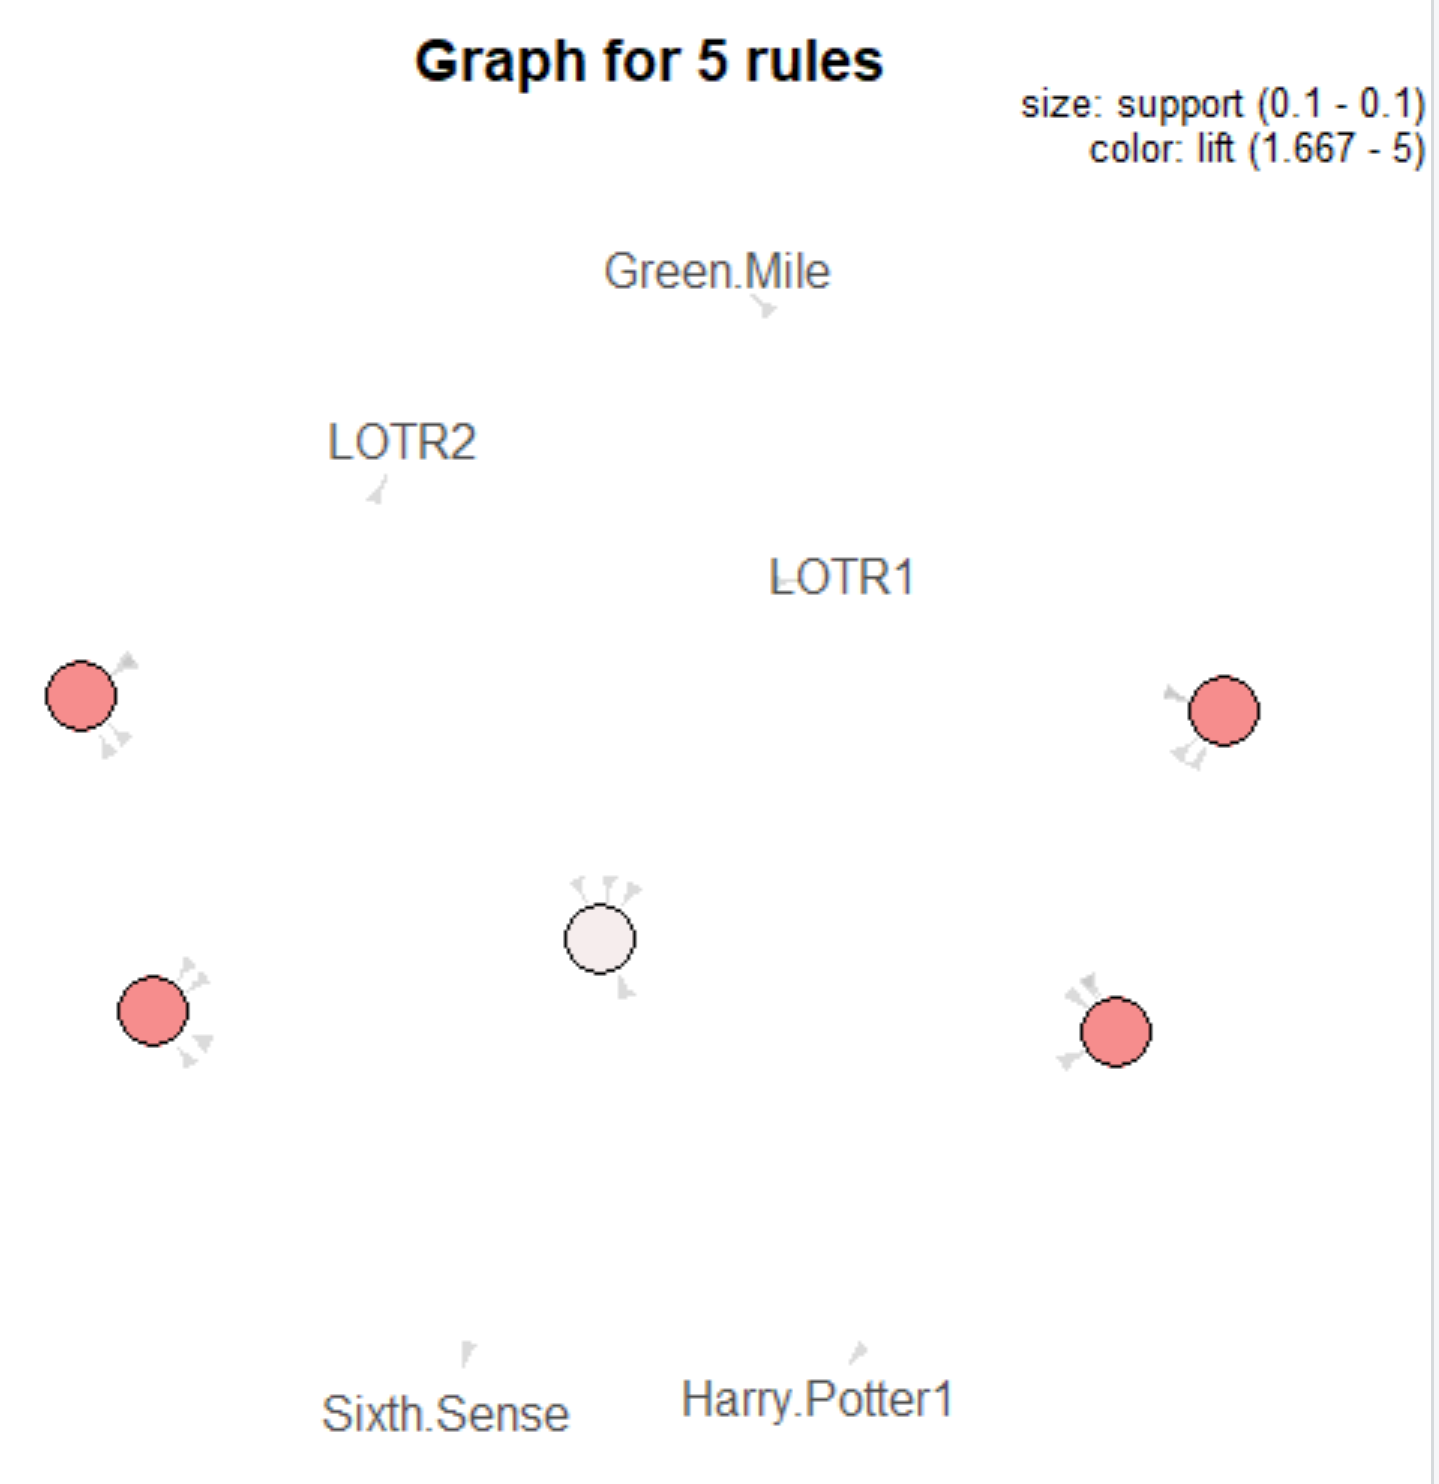 Graph for 5 rules
size: support (0.1 - 0.1)
color: lift (1.667 - 5)
Green.Mile
LOTR2
LOTR1
Sixth.Sense
Harry.Potter1